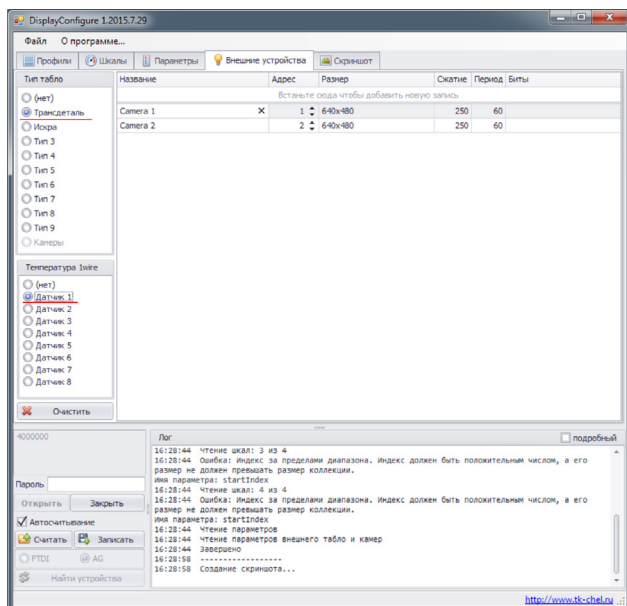 DisplayConfigure 1.2015.7.29
Файл О программе...
Профили Шкалы Параметры Внешние устройства Скриншот
Тип табло
(нет)
Трансдеталь
Искра
Тип 3
Тип 4
Тип 5
Тип 6
Тип 7
Тип 8
Тип 9
Камеры
Температура 1wire
(нет)
Датчик 1
Датчик 2
Датчик 3
Датчик 4
Датчик 5
Датчик 6
Датчик 7
Датчик 8
Очистить
Название Адрес Размер Сжатие Период Биты
Встаньте сюда чтобы добавить новую запись
Camera 1 1 640x480 250 60
Camera 2 2 640x480 250 60
4000000
Пароль
Открыть Закрыть
Автосчитывание
Считать Записать
FTDI AG
Найти устройства
Лог подробный
16:28:44 Чтение шкал: 3 из 4
16:28:44 Ошибка: Индекс за пределами диапазона. Индекс должен быть положительным числом, а его
размер не должен превышать размер коллекции.
Имя параметра: startIndex
16:28:44 Чтение шкал: 4 из 4
16:28:44 Ошибка: Индекс за пределами диапазона. Индекс должен быть положительным числом, а его
размер не должен превышать размер коллекции.
Имя параметра: startIndex
16:28:44 Чтение параметров
16:28:44 Чтение параметров внешнего табло и камер
16:28:44 Завершено
16:28:58 ------------------
16:28:58 Создание скриншота...
http://www.tk-chel.ru